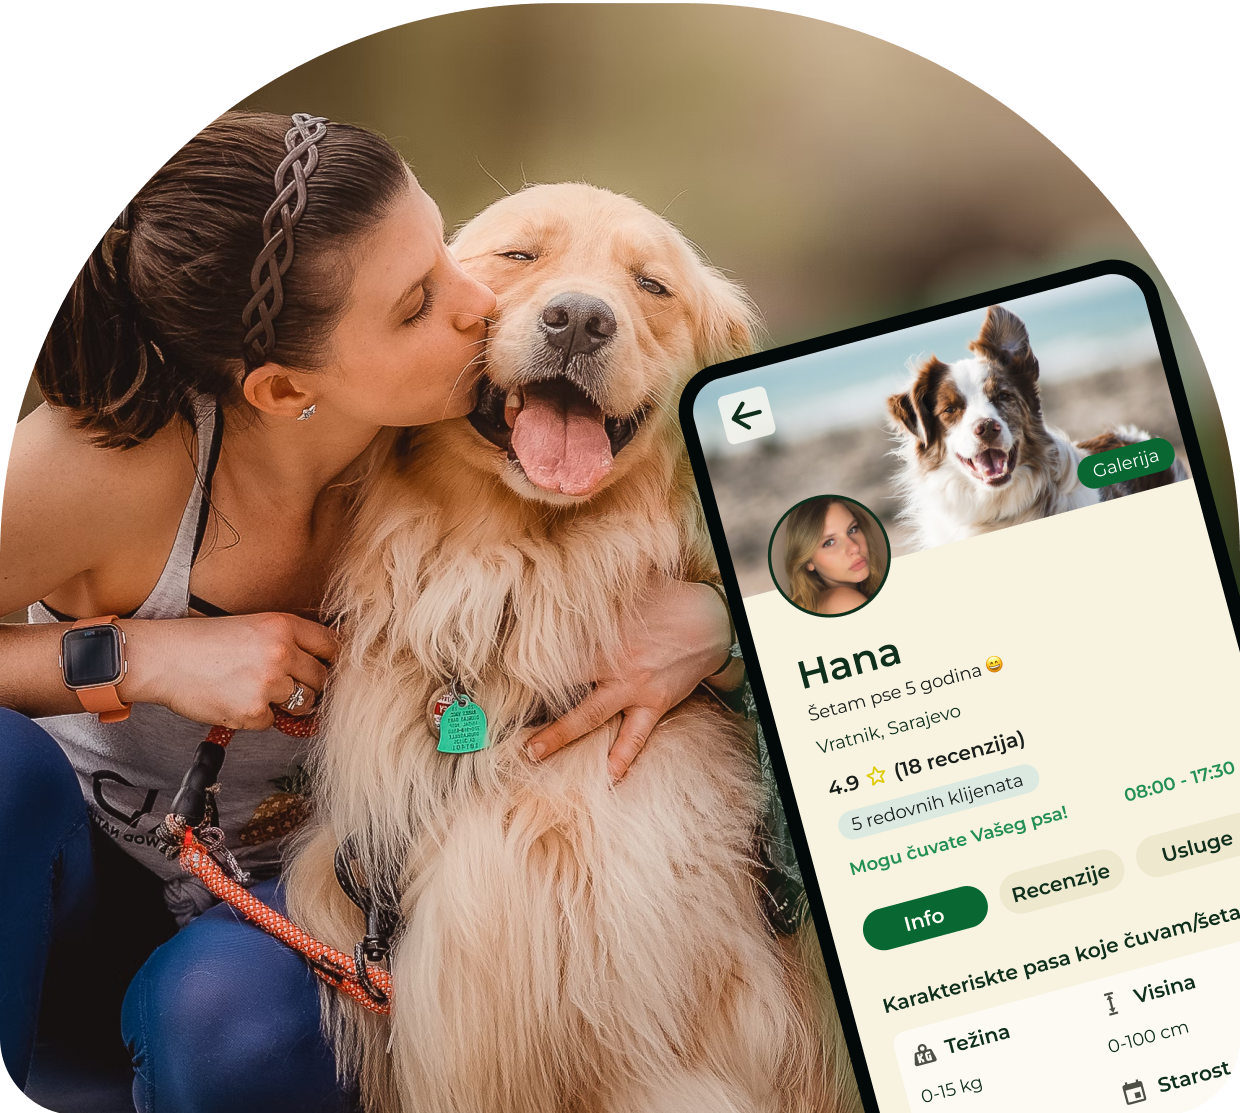 Galerija
Hana
Šetam pse 5 godina 😄
Vratnik, Sarajevo
4.9 ☆ (18 recenzija)
5 redovnih klijenata
Mogu čuvate Vašeg psa!
08:00 - 17:30
Info
Recenzije
Usluge
Karakteriskte pasa koje čuvam/šeta
KG
Težina
0-15 kg
Visina
0-100 cm
Starost